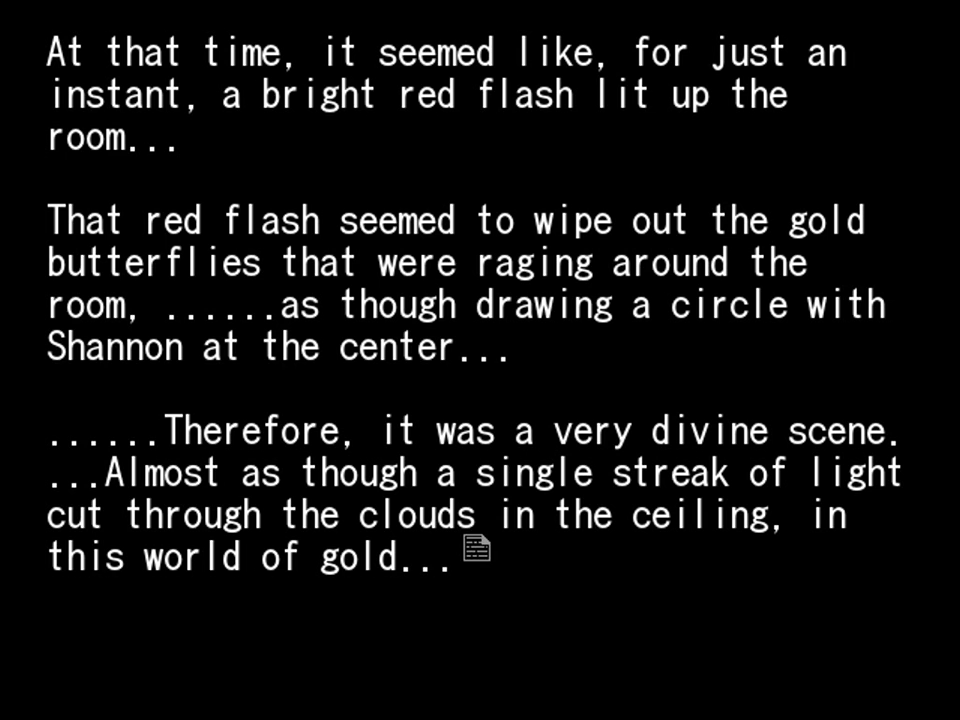 At that time, it seemed like, for just an
instant, a bright red flash lit up the
room...
That red flash seemed to wipe out the gold
butterflies that were raging around the
room, ......as though drawing a circle with
Shannon at the center...
......Therefore, it was a very divine scene.
...Almost as though a single streak of light
cut through the clouds in the ceiling, in
this world of gold...